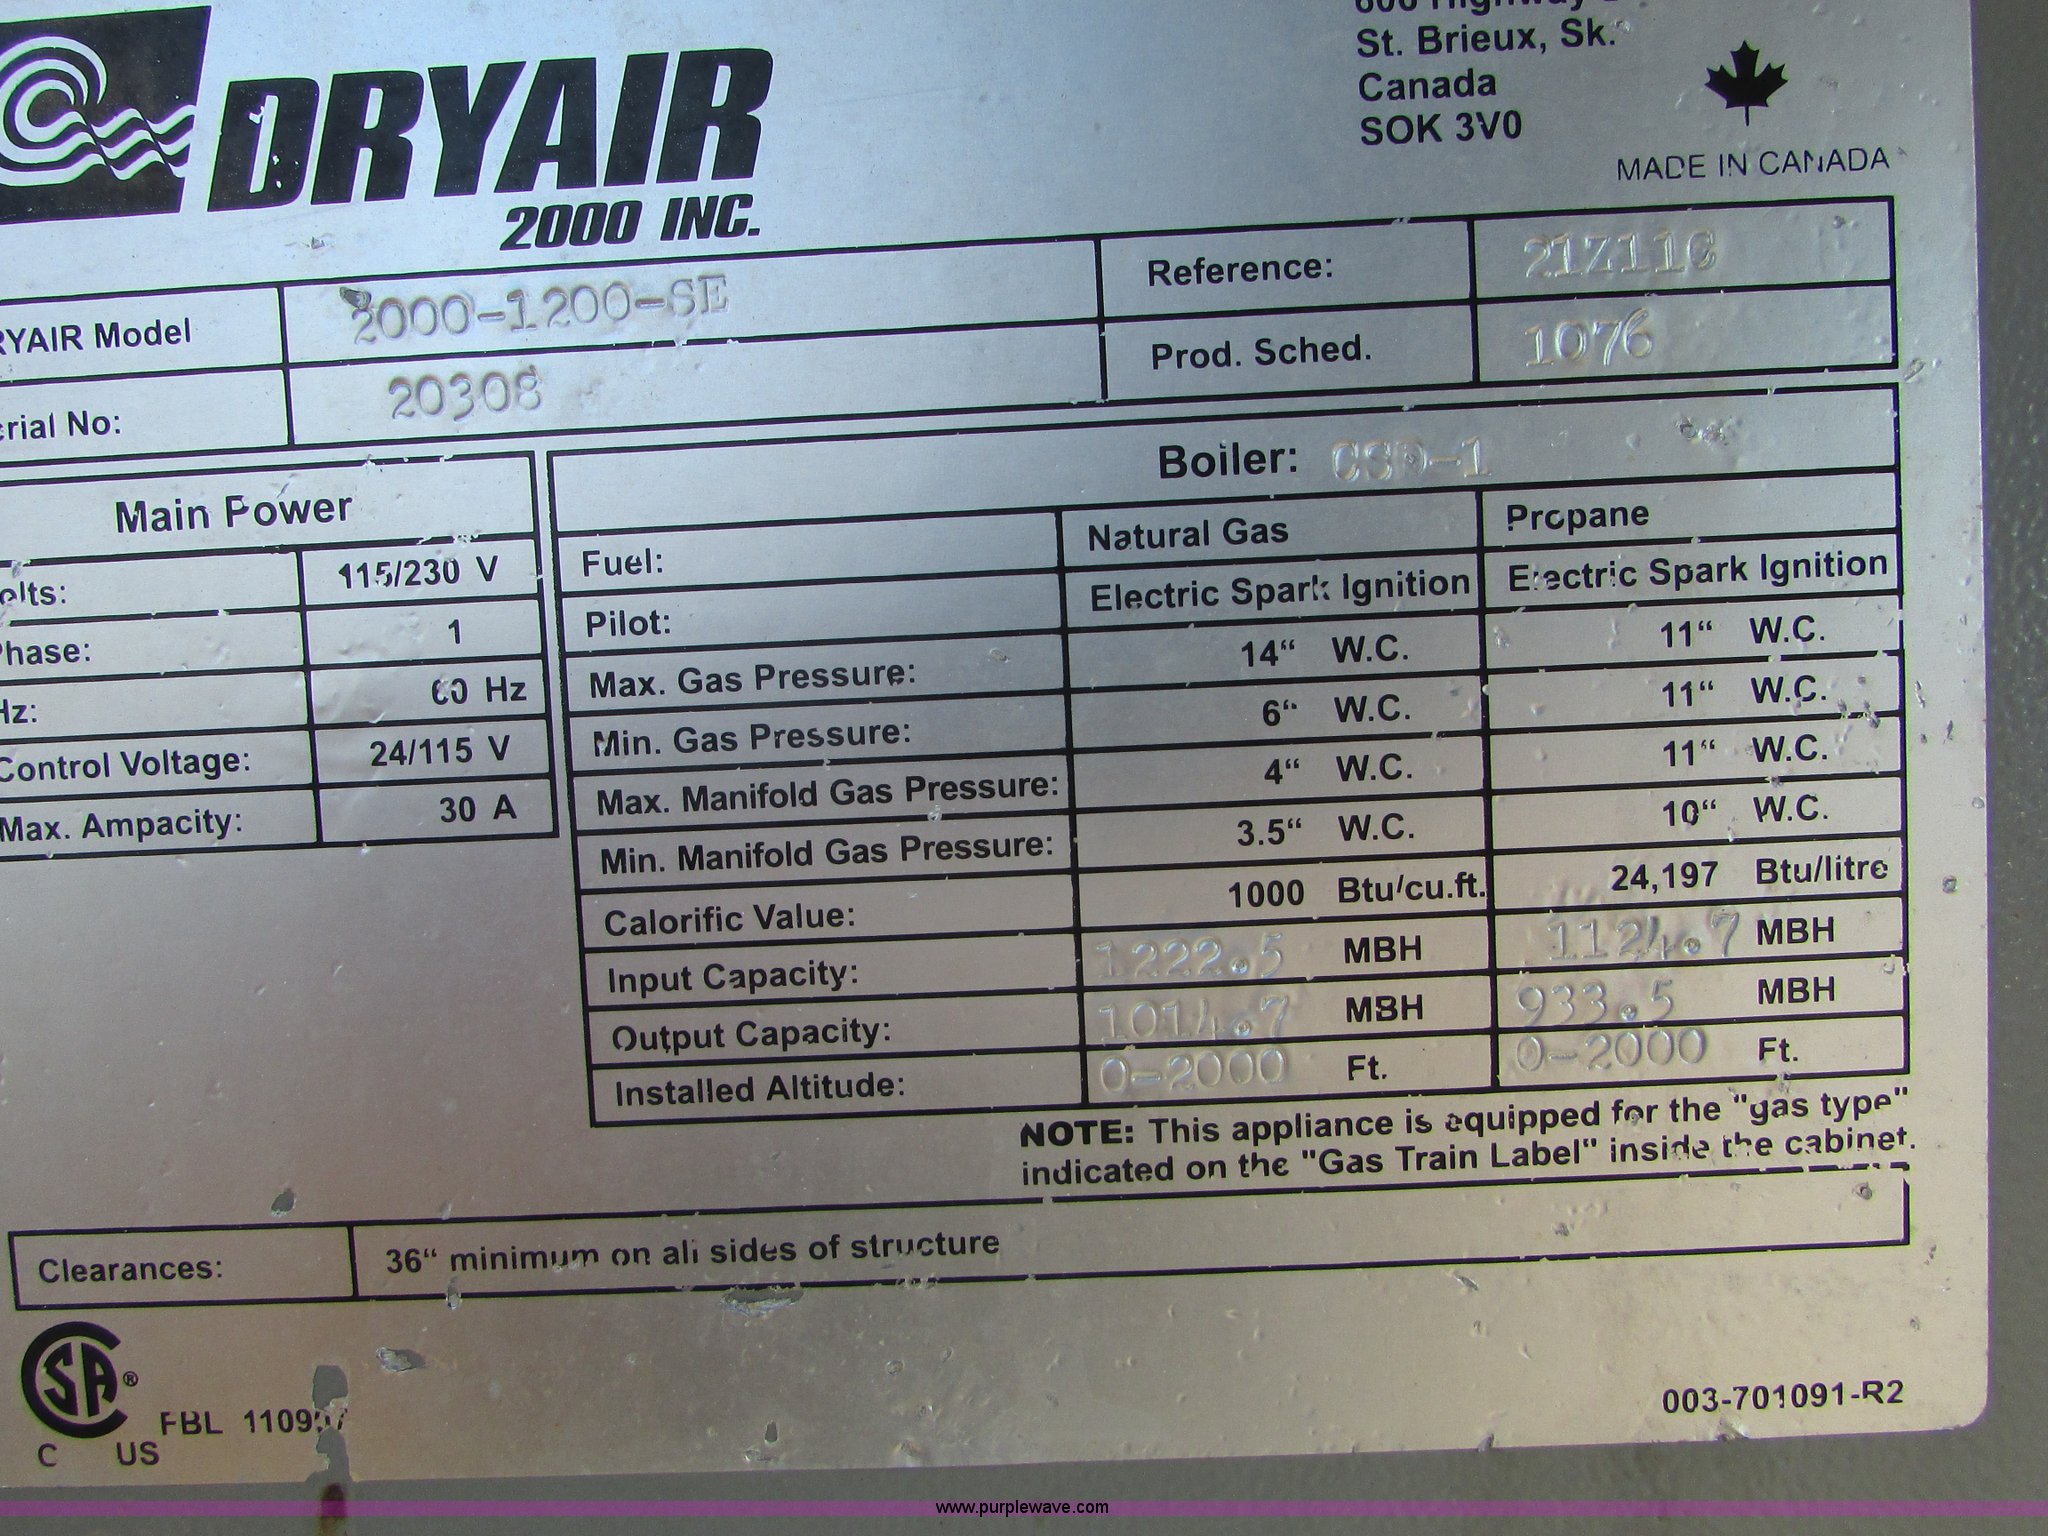 St. Brieux, Sk.
Canada
SOK 3V0
MADE IN CANADA
DRYAIR
2000 INC.
RYAIR Model 2000-1200-SE Reference: 21Z11C
erial No: 20308 Prod. Sched. 1076
Main Power
olts: 115/230 V
Phase: 1
Hz: 60 Hz
Control Voltage: 24/115 V
Max. Ampacity: 30 A
Boiler: CSD-1
Fuel: Natural Gas Propane
Pilot: Electric Spark Ignition Electric Spark Ignition
Max. Gas Pressure: 14“ W.C. 11“ W.C.
Min. Gas Pressure: 6“ W.C. 11“ W.C.
Max. Manifold Gas Pressure: 4“ W.C. 11“ W.C.
Min. Manifold Gas Pressure: 3.5“ W.C. 10“ W.C.
Calorific Value: 1000 Btu/cu.ft. 24,197 Btu/litre
Input Capacity: 1222.5 MBH 1124.7 MBH
Output Capacity: 1014.7 MBH 933.5 MBH
Installed Altitude: 0-2000 Ft. 0-2000 Ft.
NOTE: This appliance is equipped for the "gas type"
indicated on the "Gas Train Label" inside the cabinet.
Clearances: 36“ minimum on all sides of structure
CSA®
C US
FBL
003-701091-R2
www.purplewave.com